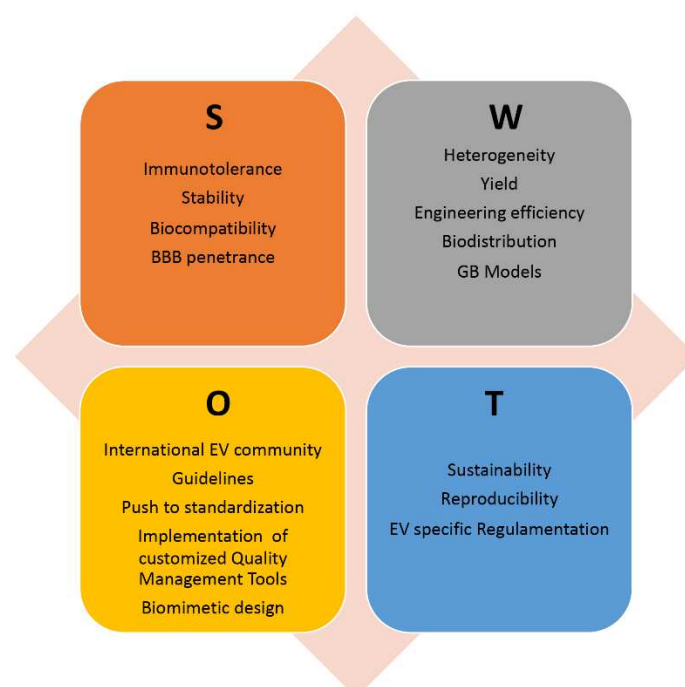 S
Immunotolerance
Stability
Biocompatibility
BBB penetrance
W
Heterogeneity
Yield
Engineering efficiency
Biodistribution
GB Models
O
International EV community
Guidelines
Push to standardization
Implementation of
customized Quality
Management Tools
Biomimetic design
T
Sustainability
Reproducibility
EV specific Regulamentation